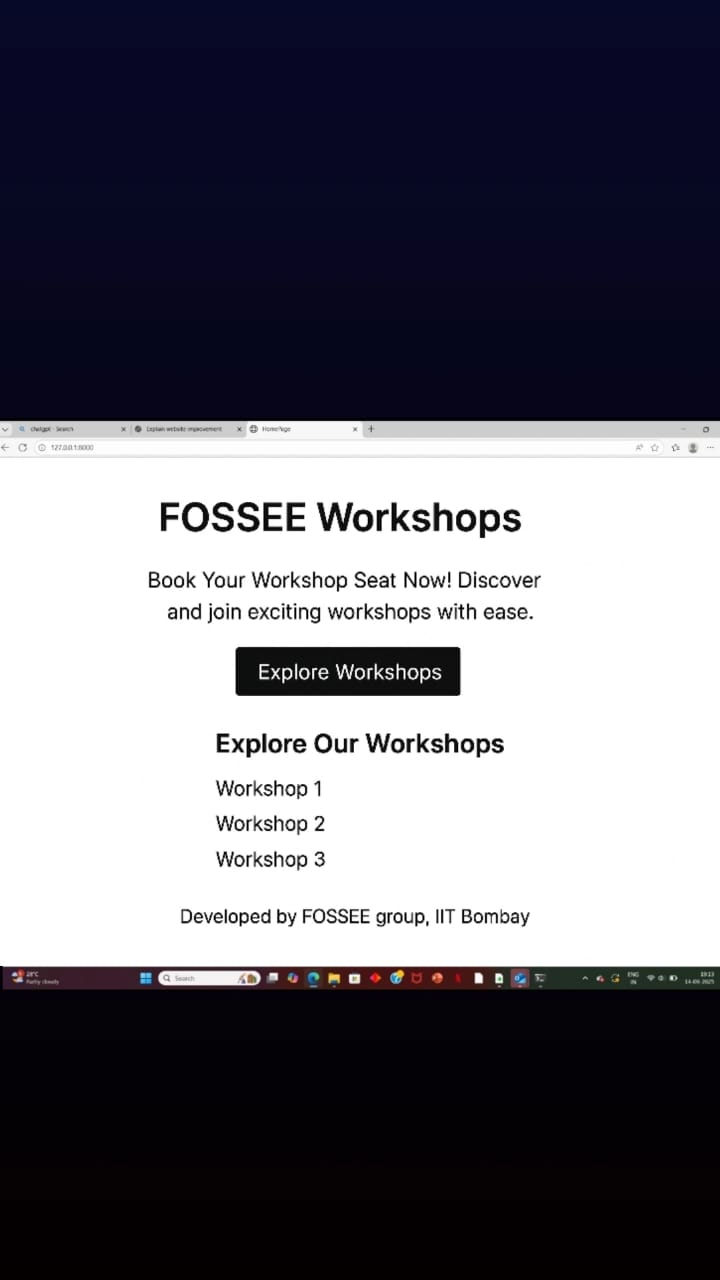 chatgpt - Search
Explain website improvement
HomePage
127.0.0.1:8000
FOSSEE Workshops
Book Your Workshop Seat Now! Discover
and join exciting workshops with ease.
Explore Workshops
Explore Our Workshops
Workshop 1
Workshop 2
Workshop 3
Developed by FOSSEE group, IIT Bombay
28°C
Partly cloudy
Search
ENG
IN
19:13
14-09-2025